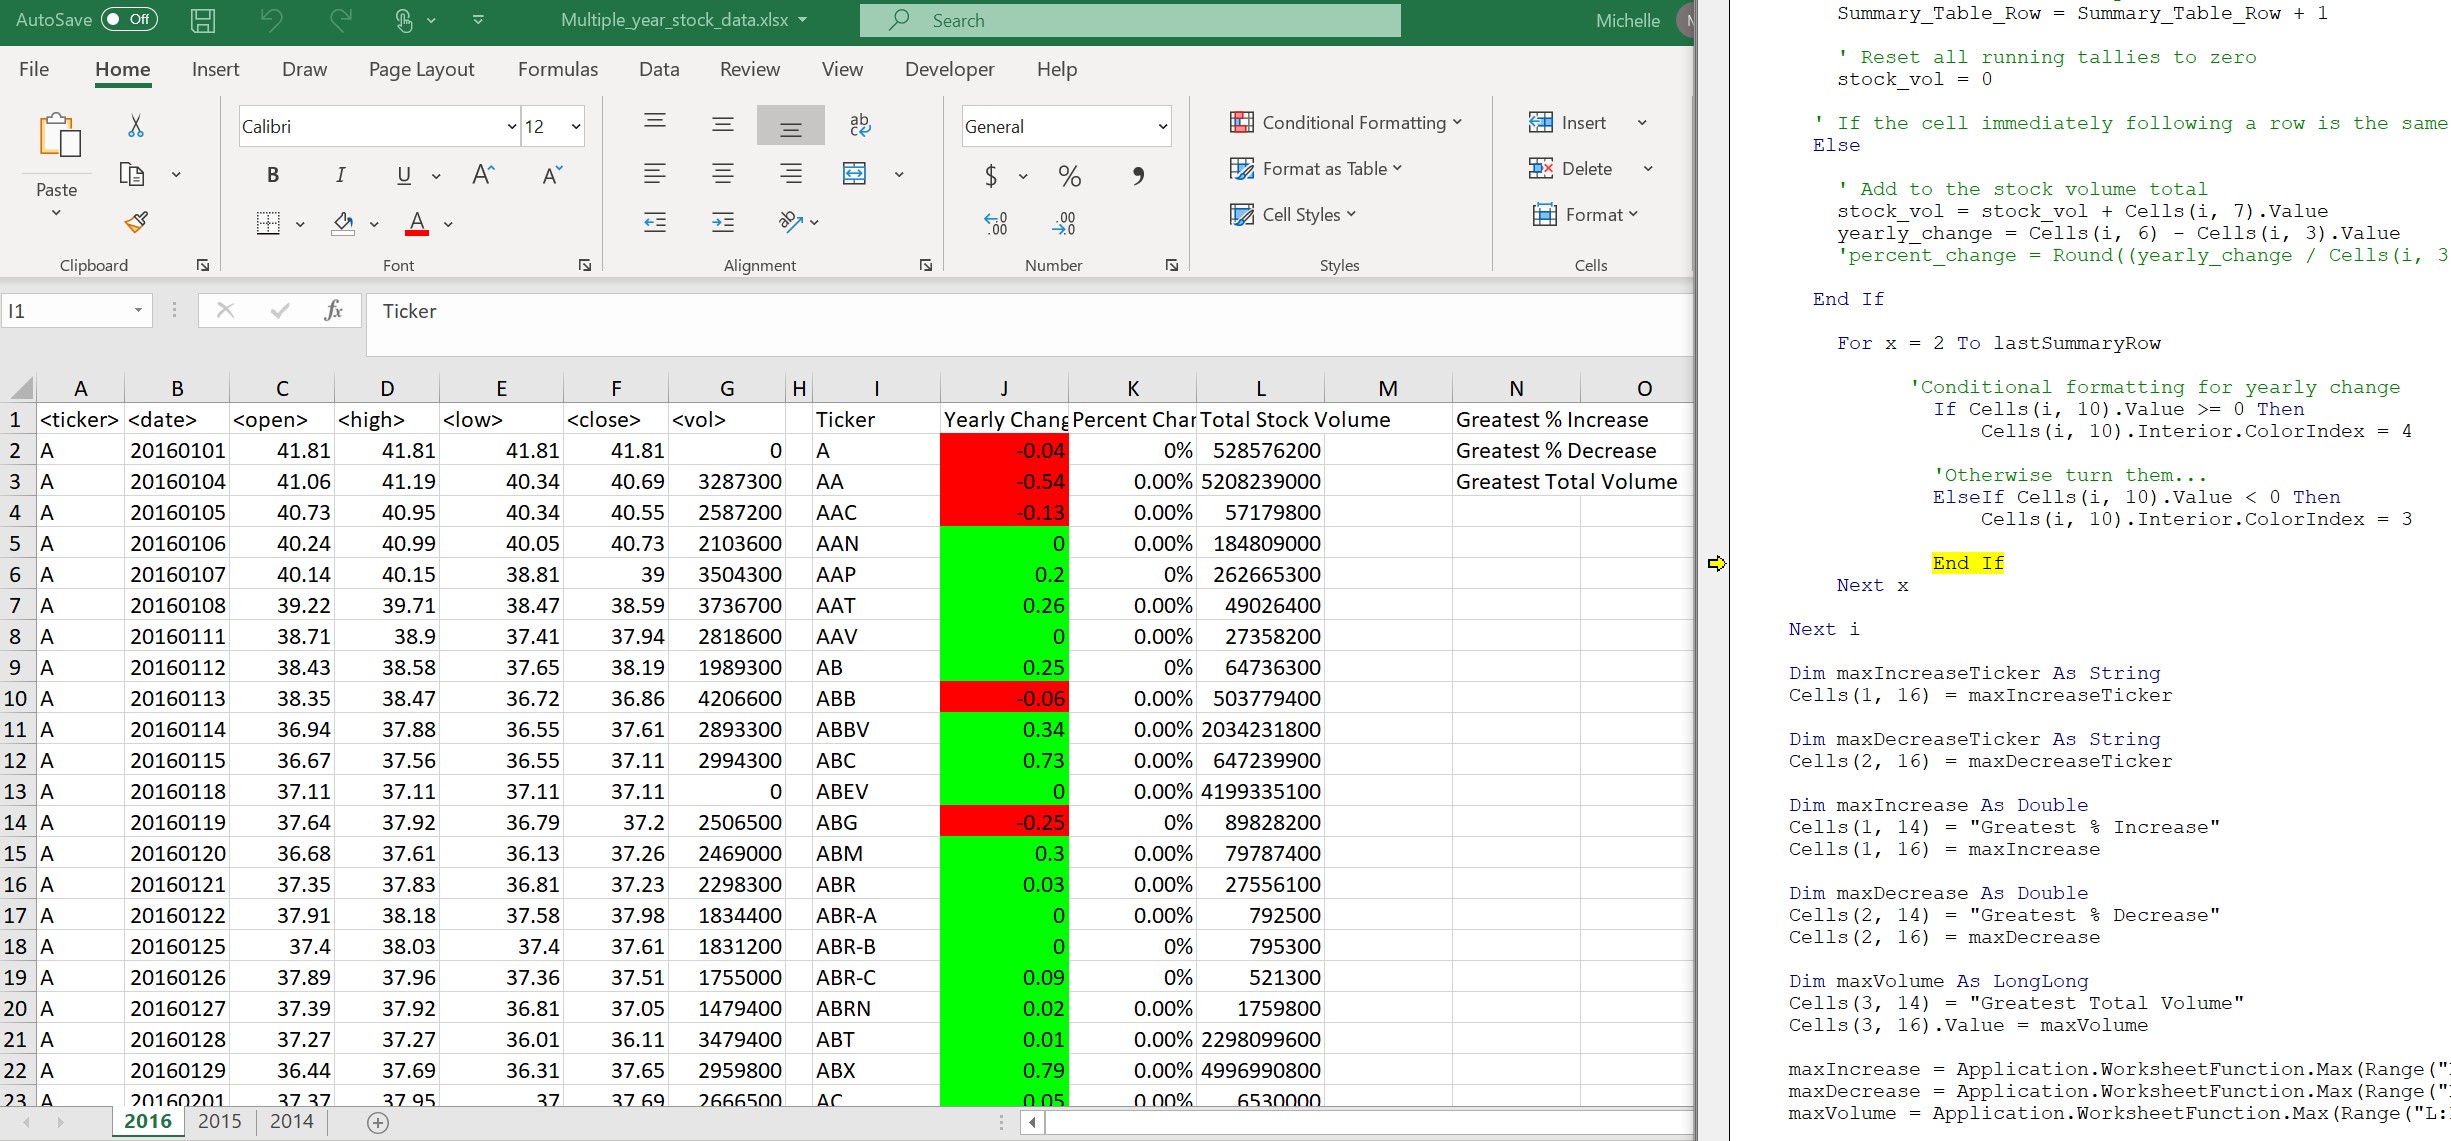 AutoSave Off Multiple_year_stock_data.xlsx Search Michelle
File Home Insert Draw Page Layout Formulas Data Review View Developer Help
Paste
Clipboard
Calibri 12
B I U A A
A
Font
ab
Alignment
General
$ % ,
.00 .00
Number
Conditional Formatting
Format as Table
Cell Styles
Styles
Insert
Delete
Format
Cells
I1 fx Ticker
A B C D E F G H I J K L M N O
1 <ticker> <date> <open> <high> <low> <close> <vol> Ticker Yearly Chang Percent Char Total Stock Volume Greatest % Increase
2 A 20160101 41.81 41.81 41.81 41.81 0 A -0.04 0% 528576200 Greatest % Decrease
3 A 20160104 41.06 41.19 40.34 40.69 3287300 AA -0.54 0.00% 5208239000 Greatest Total Volume
4 A 20160105 40.73 40.95 40.34 40.55 2587200 AAC -0.13 0.00% 57179800
5 A 20160106 40.24 40.99 40.05 40.73 2103600 AAN 0 0.00% 184809000
6 A 20160107 40.14 40.15 38.81 39 3504300 AAP 0.2 0% 262665300
7 A 20160108 39.22 39.71 38.47 38.59 3736700 AAT 0.26 0.00% 49026400
8 A 20160111 38.71 38.9 37.41 37.94 2818600 AAV 0 0.00% 27358200
9 A 20160112 38.43 38.58 37.65 38.19 1989300 AB 0.25 0% 64736300
10 A 20160113 38.35 38.47 36.72 36.86 4206600 ABB -0.06 0.00% 503779400
11 A 20160114 36.94 37.88 36.55 37.61 2893300 ABBV 0.34 0.00% 2034231800
12 A 20160115 36.67 37.56 36.55 37.11 2994300 ABC 0.73 0.00% 647239900
13 A 20160118 37.11 37.11 37.11 37.11 0 ABEV 0 0.00% 4199335100
14 A 20160119 37.64 37.92 36.79 37.2 2506500 ABG -0.25 0% 89828200
15 A 20160120 36.68 37.61 36.13 37.26 2469000 ABM 0.3 0.00% 79787400
16 A 20160121 37.35 37.83 36.81 37.23 2298300 ABR 0.03 0.00% 27556100
17 A 20160122 37.91 38.18 37.58 37.98 1834400 ABR-A 0 0.00% 792500
18 A 20160125 37.4 38.03 37.4 37.61 1831200 ABR-B 0 0% 795300
19 A 20160126 37.89 37.96 37.36 37.51 1755000 ABR-C 0.09 0% 521300
20 A 20160127 37.39 37.92 36.81 37.05 1479400 ABRN 0.02 0.00% 1759800
21 A 20160128 37.27 37.27 36.01 36.11 3479400 ABT 0.01 0.00% 2298099600
22 A 20160129 36.44 37.69 36.31 37.65 2959800 ABX 0.79 0.00% 4996990800
23 A 20160201 37.37 37.95 37 37.69 2666500 AC 0.05 0.00% 6530000
2016 2015 2014
Summary_Table_Row = Summary_Table_Row + 1
' Reset all running tallies to zero
stock_vol = 0
' If the cell immediately following a row is the same
Else
' Add to the stock volume total
stock_vol = stock_vol + Cells(i, 7).Value
yearly_change = Cells(i, 6) - Cells(i, 3).Value
'percent_change = Round((yearly_change / Cells(i, 3
End If
For x = 2 To lastSummaryRow
'Conditional formatting for yearly change
If Cells(i, 10).Value >= 0 Then
Cells(i, 10).Interior.ColorIndex = 4
'Otherwise turn them...
ElseIf Cells(i, 10).Value < 0 Then
Cells(i, 10).Interior.ColorIndex = 3
End If
Next x
Next i
Dim maxIncreaseTicker As String
Cells(1, 16) = maxIncreaseTicker
Dim maxDecreaseTicker As String
Cells(2, 16) = maxDecreaseTicker
Dim maxIncrease As Double
Cells(1, 14) = "Greatest % Increase"
Cells(1, 16) = maxIncrease
Dim maxDecrease As Double
Cells(2, 14) = "Greatest % Decrease"
Cells(2, 16) = maxDecrease
Dim maxVolume As LongLong
Cells(3, 14) = "Greatest Total Volume"
Cells(3, 16).Value = maxVolume
maxIncrease = Application.WorksheetFunction.Max(Range("
maxDecrease = Application.WorksheetFunction.Max(Range("
maxVolume = Application.WorksheetFunction.Max(Range("L: